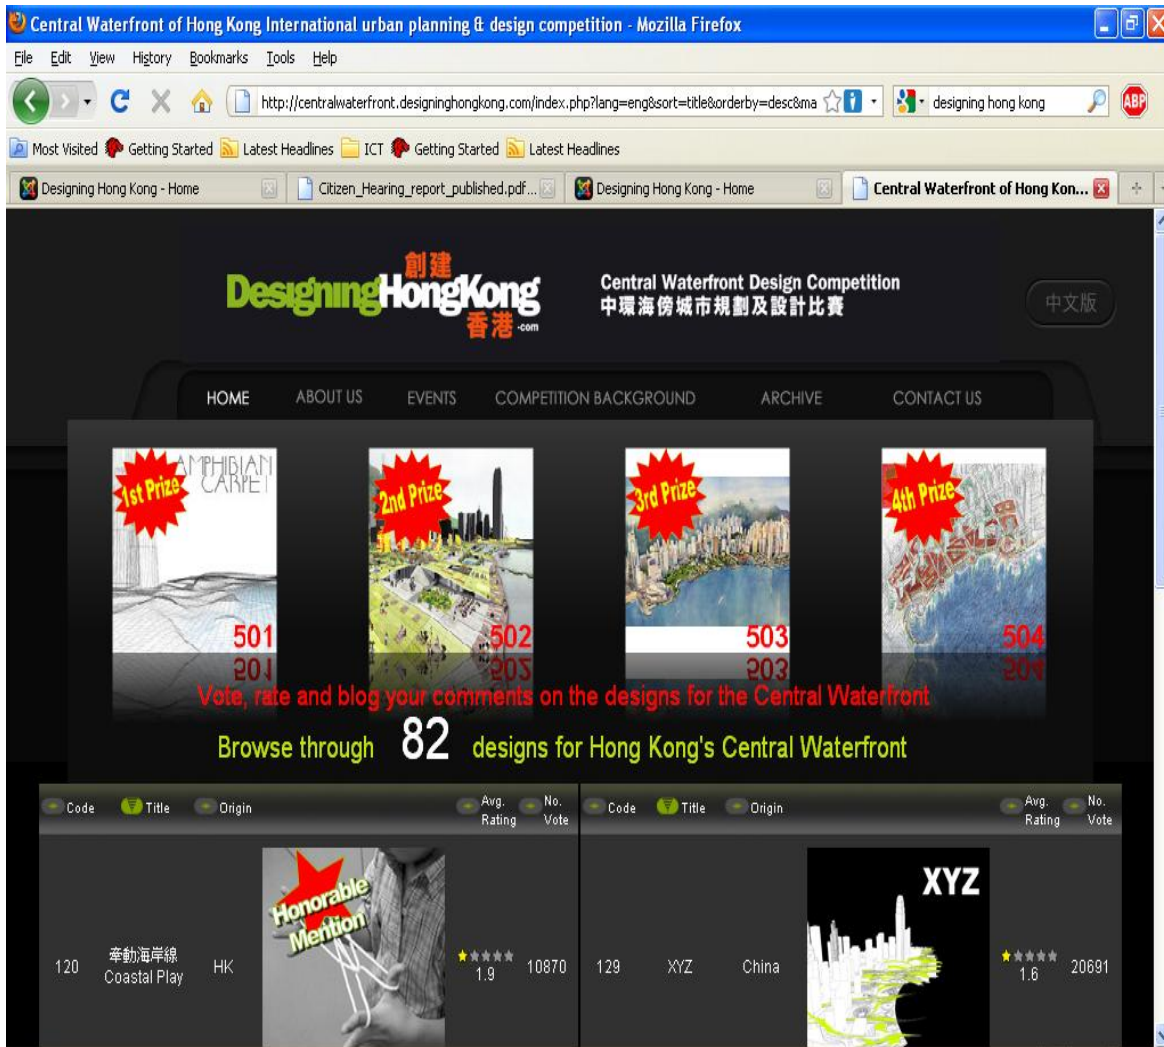 Central Waterfront of Hong Kong International urban planning & design competition - Mozilla Firefox
File Edit View History Bookmarks Tools Help
http://centralwaterfront.designinghongkong.com/index.php?lang=eng&sort=title&orderby=desc&ma
designing hong kong
ABP
Most Visited Getting Started Latest Headlines ICT Getting Started Latest Headlines
Designing Hong Kong - Home
Citizen_Hearing_report_published.pdf...
Designing Hong Kong - Home
Central Waterfront of Hong Kon...
創建
DesigningHongKong
香港 .com
Central Waterfront Design Competition
中環海傍城市規劃及設計比賽
中文版
HOME ABOUT US EVENTS COMPETITION BACKGROUND ARCHIVE CONTACT US
AMPHIBIAN
CARPET
1st Prize
501
2nd Prize
502
3rd Prize
503
4th Prize
504
Vote, rate and blog your comments on the designs for the Central Waterfront
Browse through 82 designs for Hong Kong's Central Waterfront
Code Title Origin Avg. Rating No. Vote
Code Title Origin Avg. Rating No. Vote
120 牽動海岸線
Coastal Play
HK
Honorable
Mention
1.9 10870
129 XYZ China
XYZ
1.6 20691